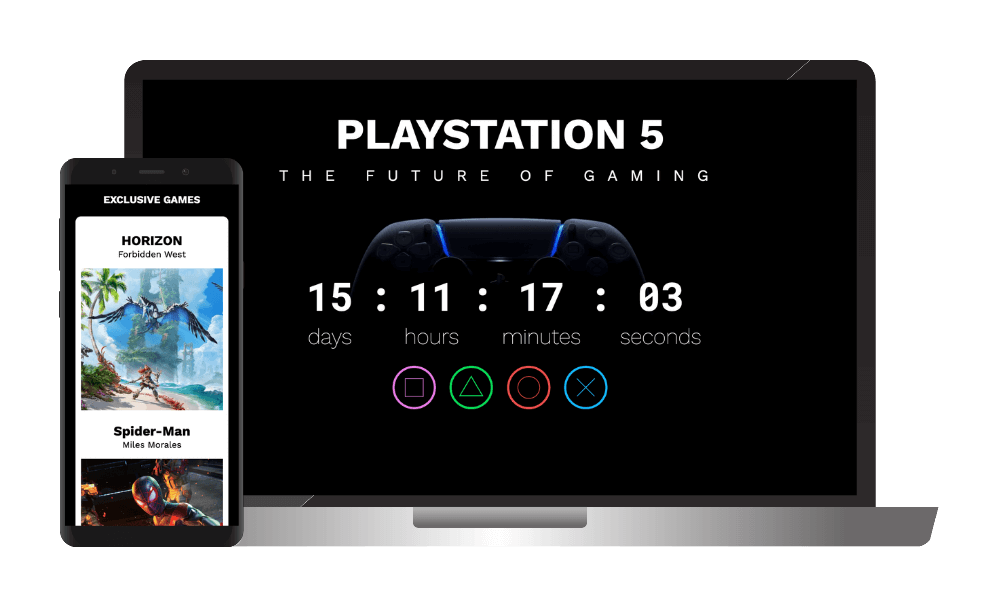 PLAYSTATION 5
THE FUTURE OF GAMING
15 : 11 : 17 : 03
days hours minutes seconds
EXCLUSIVE GAMES
HORIZON
Forbidden West
Spider-Man
Miles Morales